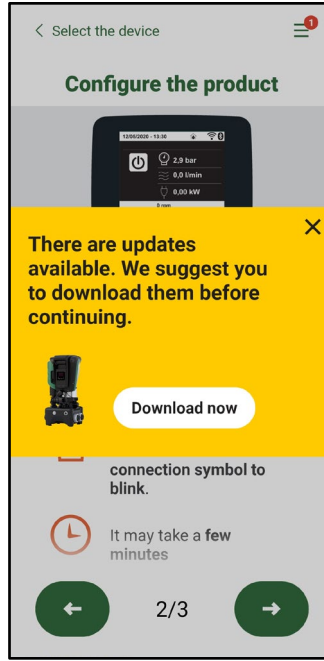 Select the device
1
Configure the product
12/05/2020 - 13:36
2,9 bar
0,0 l/min
0,00 kW
There are updates
available. We suggest you
to download them before
continuing.
Download now
connection symbol to
blink.
It may take a few
minutes
2/3